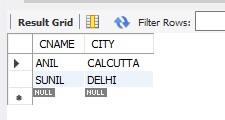 Result Grid Filter Rows:
CNAME CITY
ANIL CALCUTTA
SUNIL DELHI
NULL NULL